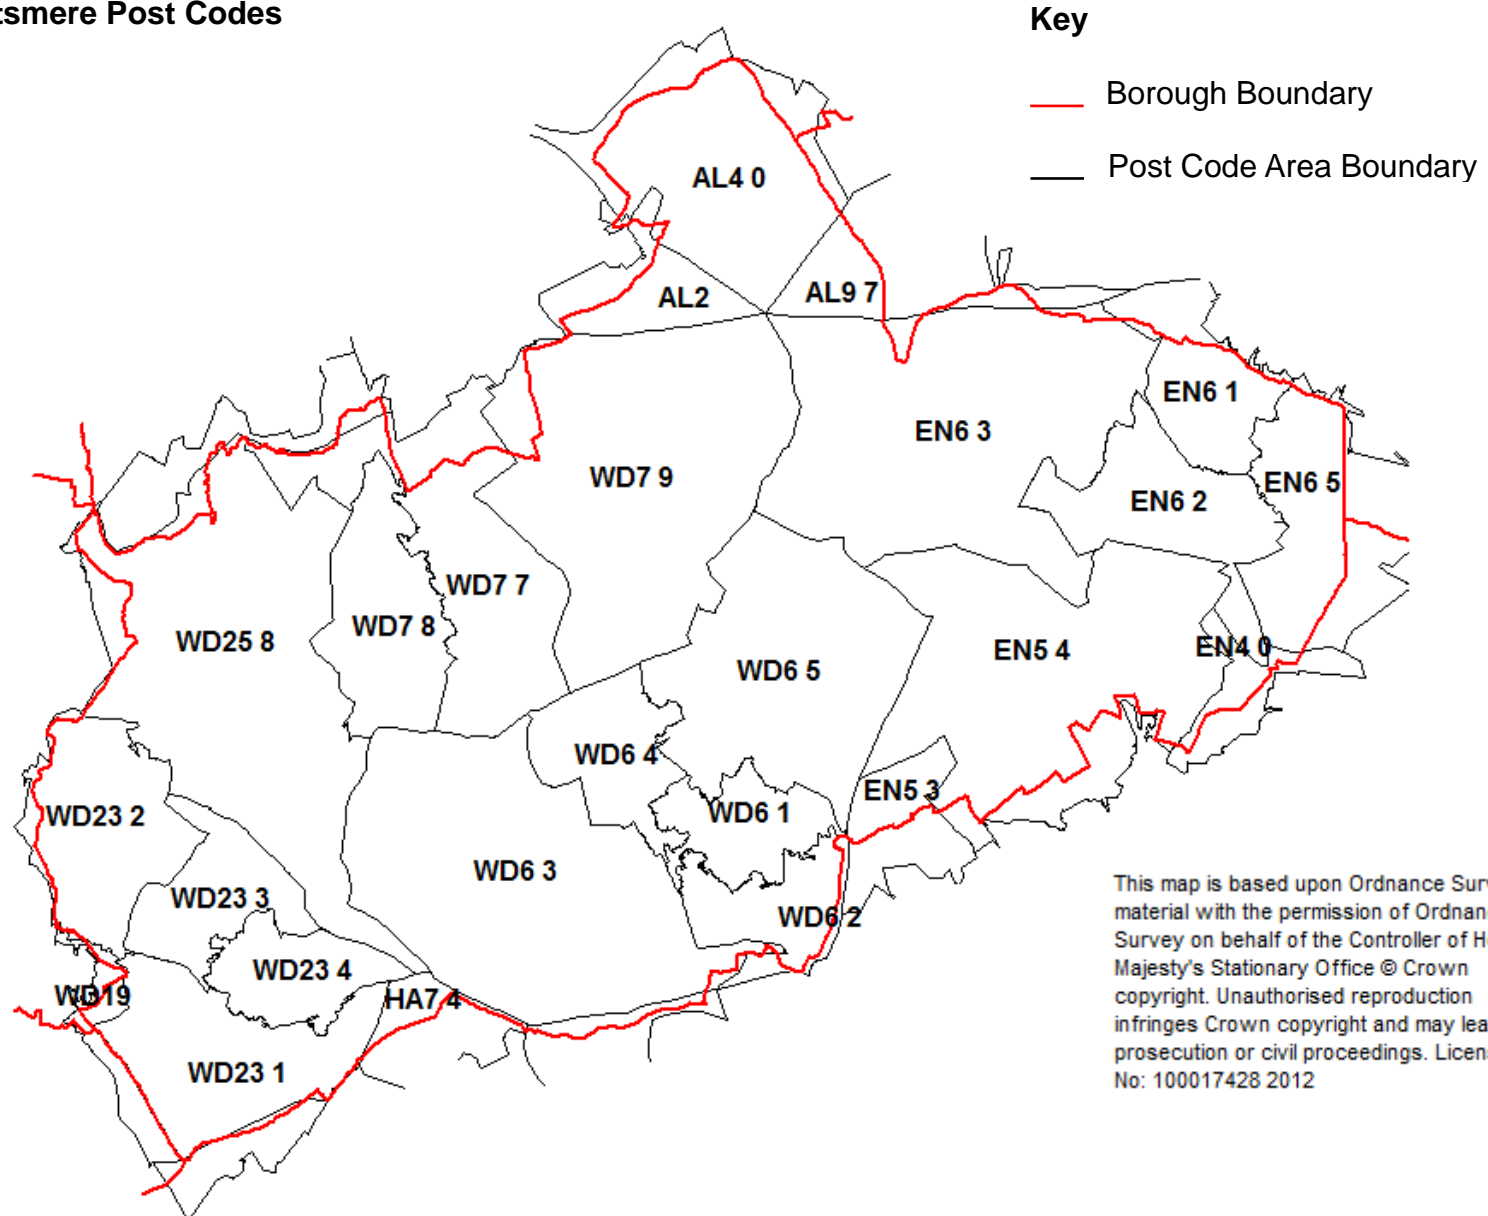 tsmere Post Codes
Key
Borough Boundary
Post Code Area Boundary
AL4 0
AL2
AL9 7
EN6 1
EN6 3
WD7 9
EN6 5
EN6 2
WD7 7
WD7 8
WD25 8
EN5 4
EN4 0
WD6 5
WD6 4
EN5 3
WD6 1
WD23 2
WD6 3
WD23 3
WD6 2
WD23 4
WD19
HA7 4
WD23 1
This map is based upon Ordnance Surv
material with the permission of Ordnan
Survey on behalf of the Controller of H
Majesty's Stationary Office © Crown
copyright. Unauthorised reproduction
infringes Crown copyright and may lea
prosecution or civil proceedings. Licen
No: 100017428 2012